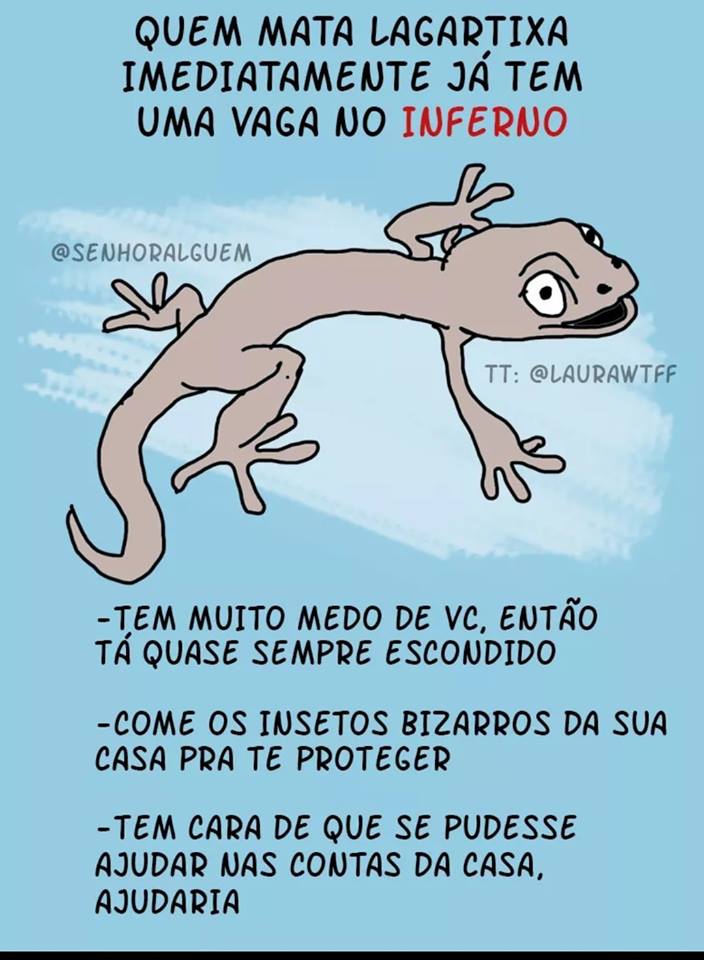 QUEM MATA LAGARTIXA
IMEDIATAMENTE JÁ TEM
UMA VAGA NO INFERNO
@SENHORALGUEM
TT: @LAURAWTFF
-TEM MUITO MEDO DE VC, ENTÃO
TÁ QUASE SEMPRE ESCONDIDO
-COME OS INSETOS BIZARROS DA SUA
CASA PRA TE PROTEGER
-TEM CARA DE QUE SE PUDESSE
AJUDAR NAS CONTAS DA CASA,
AJUDARIA